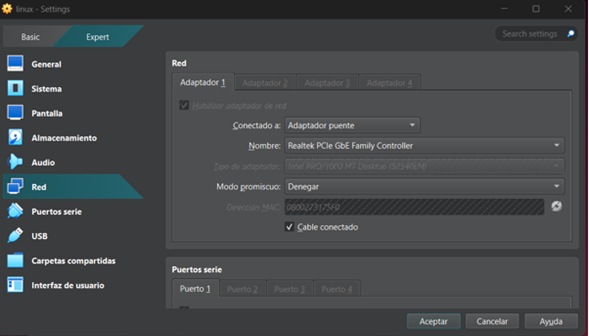 linux - Settings
Basic Expert Search settings
General
Sistema
Pantalla
Almacenamiento
Audio
Red
Puertos serie
USB
Carpetas compartidas
Interfaz de usuario
Red
Adaptador 1 Adaptador 2 Adaptador 3 Adaptador 4
Habilitar adaptador de red
Conectado a: Adaptador puente
Nombre: Realtek PCIe GbE Family Controller
Tipo de adaptador: Intel PRO/1000 MT Desktop (82540EM)
Modo promiscuo: Denegar
Dirección MAC:
Cable conectado
Puertos serie
Puerto 1 Puerto 2 Puerto 3 Puerto 4
Aceptar Cancelar Ayuda